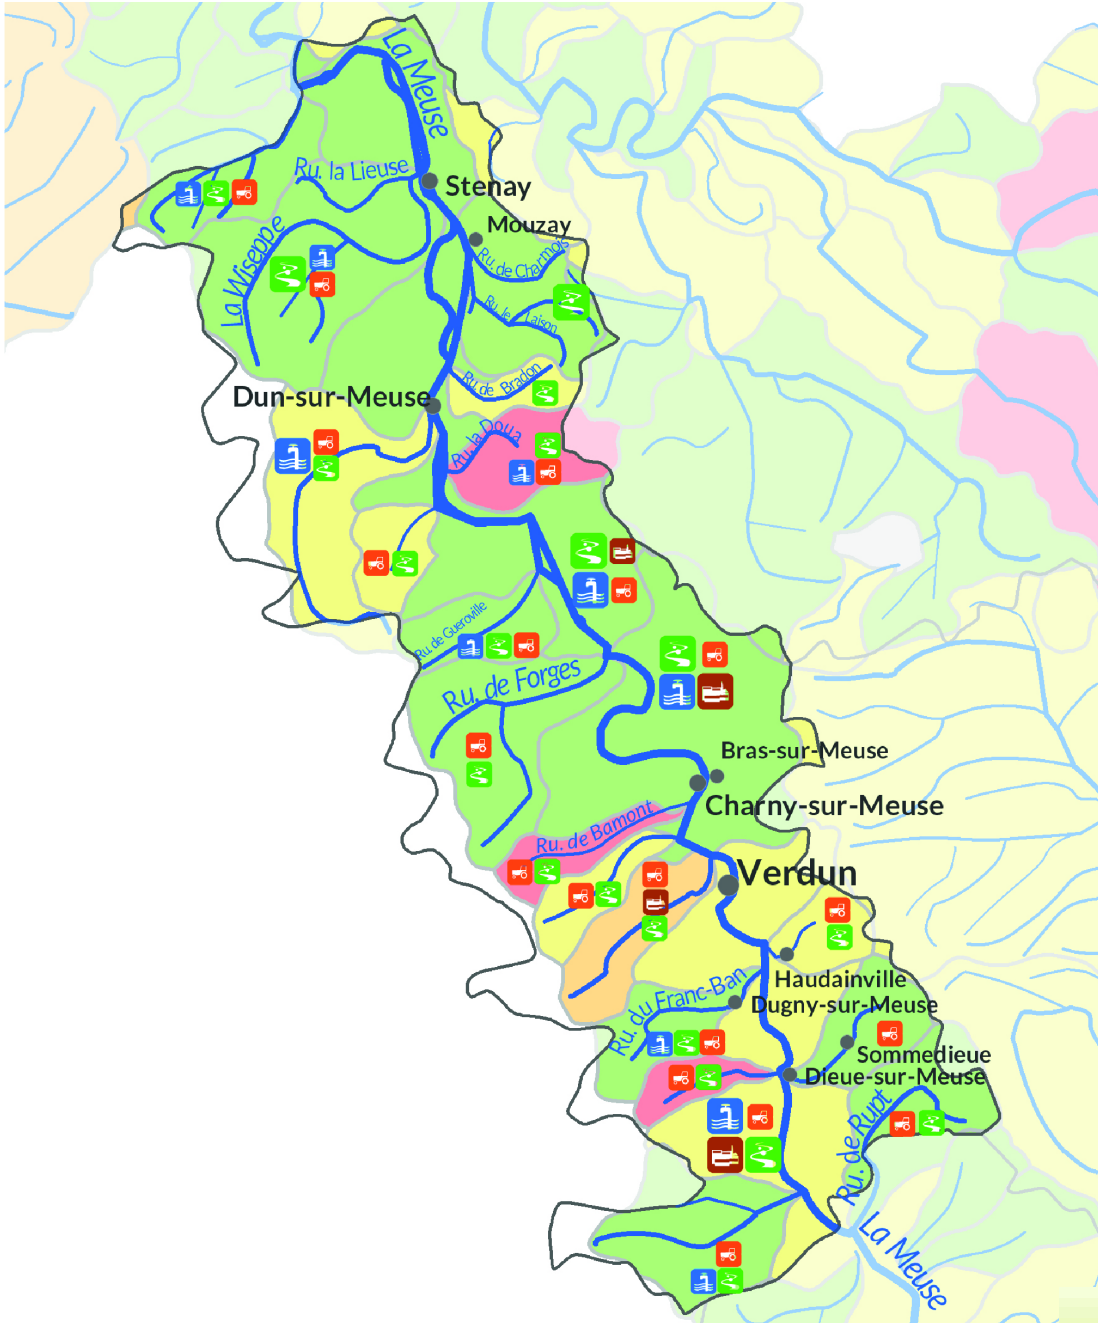 La Meuse
Ru. la Lieuse
Stenay
Mouzay
La Wiseppe
Ru. de Charmois
Ru. le Laison
Ru. de Bradon
Dun-sur-Meuse
Ru. la Doua
Ru. de Gueroville
Ru. de Forges
Bras-sur-Meuse
Charny-sur-Meuse
Ru. de Bamont
Verdun
Haudainville
Ru. du Franc-Ban
Dugny-sur-Meuse
Sommedieue
Dieue-sur-Meuse
Ru. de Rupt
La Meuse